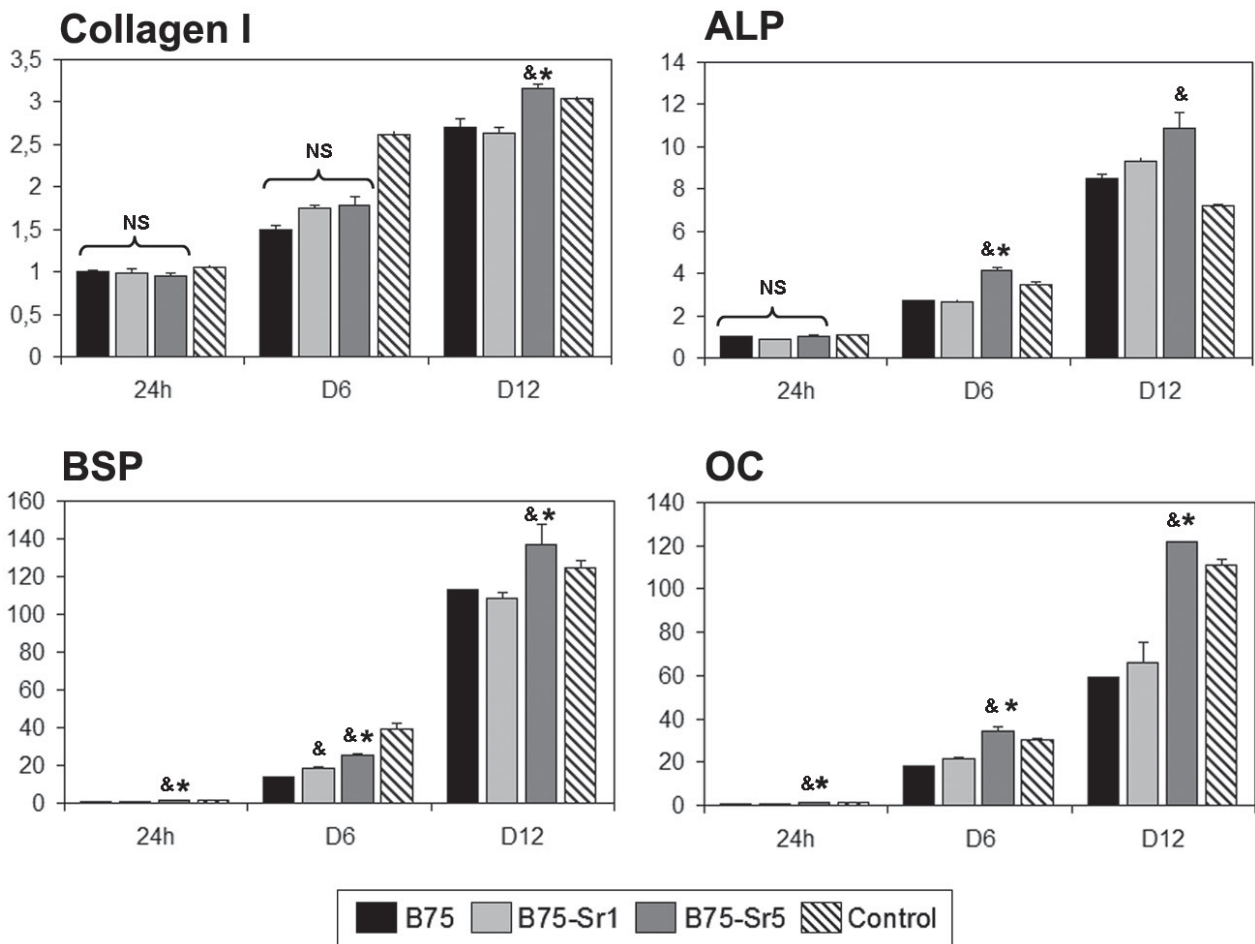 Collagen I
3,5
3
2,5
2
1,5
1
0,5
0
NS
NS
&*
24h
D6
D12
ALP
14
12
10
8
6
4
2
0
NS
&*
&
24h
D6
D12
BSP
160
140
120
100
80
60
40
20
0
&*
&
&*
&*
24h
D6
D12
OC
140
120
100
80
60
40
20
0
&*
& *
&*
24h
D6
D12
B75 B75-Sr1 B75-Sr5 Control